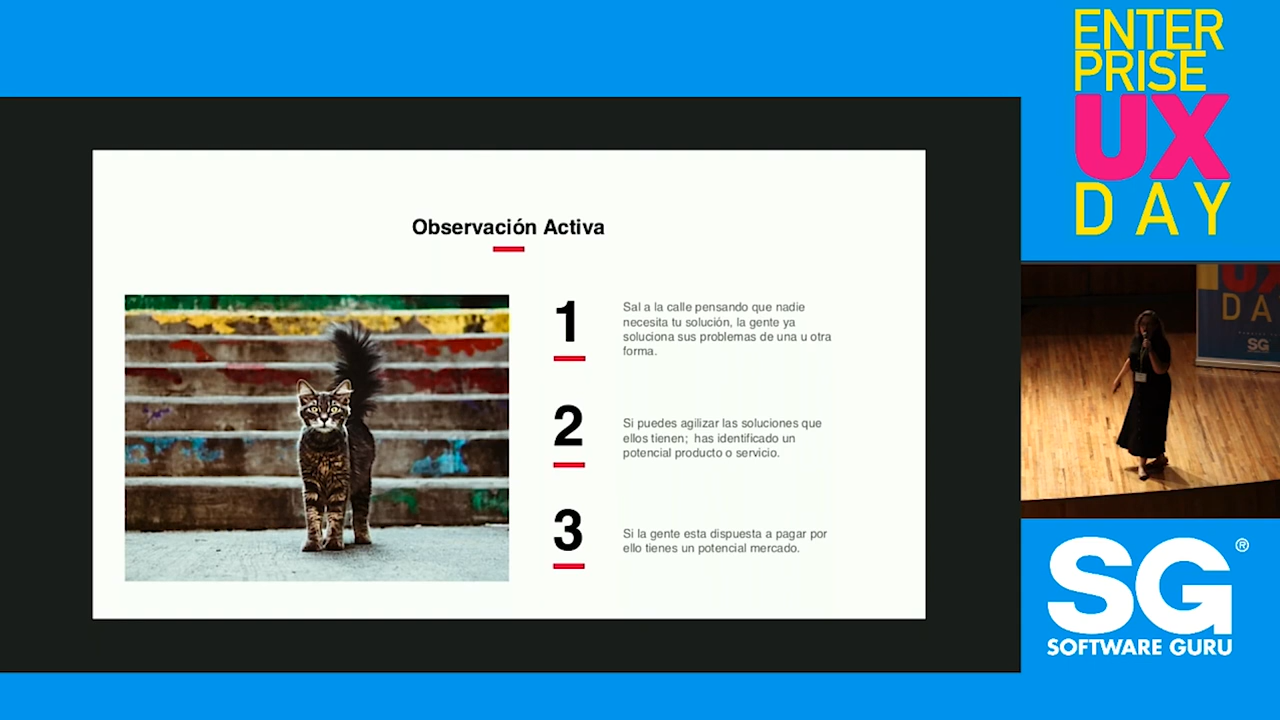 ENTER
PRISE
UX
DAY
Observación Activa
1
Sal a la calle pensando que nadie
necesita tu solución, la gente ya
soluciona sus problemas de una u otra
forma.
2
Si puedes agilizar las soluciones que
ellos tienen; has identificado un
potencial producto o servicio.
3
Si la gente esta dispuesta a pagar por
ello tienes un potencial mercado.
UX
DA
SG
SG®
SOFTWARE GURU